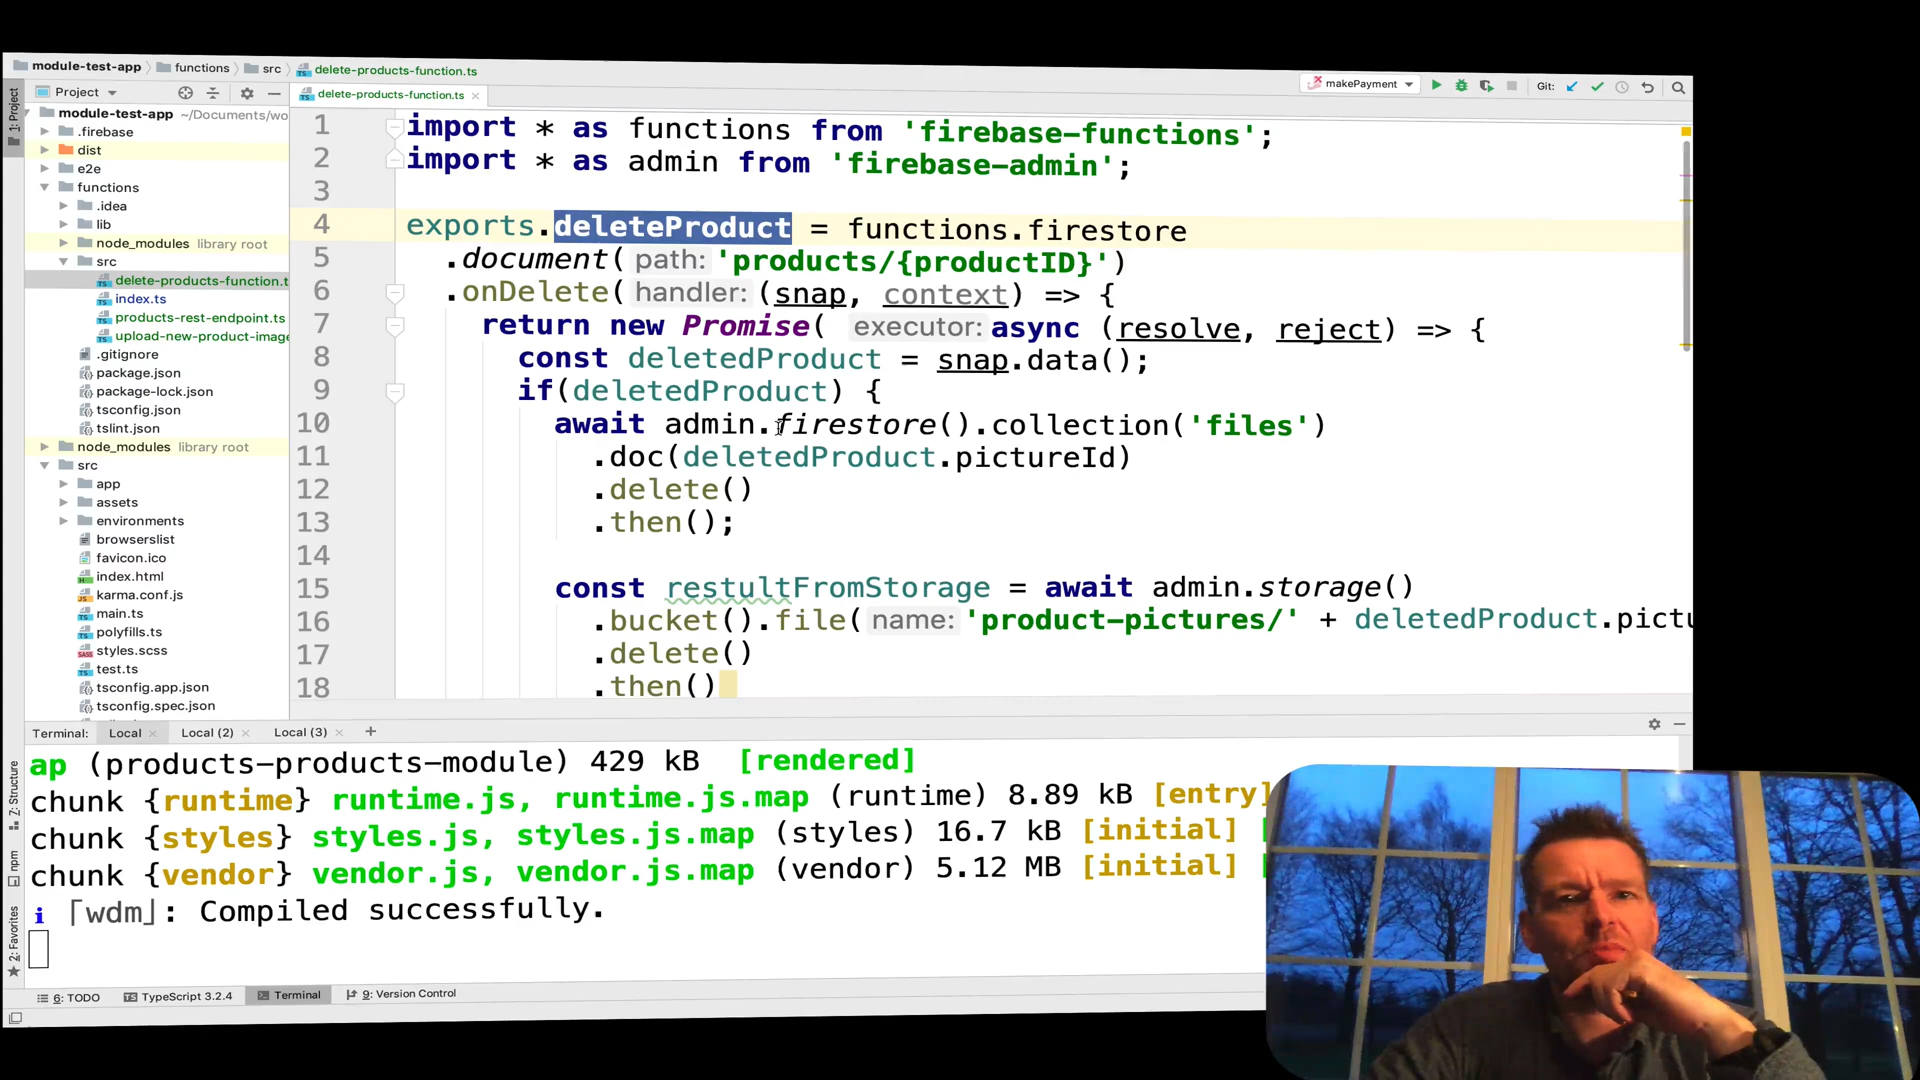 module-test-app functions src delete-products-function.ts
makePayment Git:
Project
delete-products-function.ts
1: Project
module-test-app ~/Documents/wo
.firebase
dist
e2e
functions
.idea
lib
node_modules library root
src
delete-products-function.t
index.ts
products-rest-endpoint.ts
upload-new-product-image
.gitignore
package.json
package-lock.json
tsconfig.json
tslint.json
node_modules library root
src
app
assets
environments
browserslist
favicon.ico
index.html
karma.conf.js
main.ts
polyfills.ts
styles.scss
test.ts
tsconfig.app.json
tsconfig.spec.json
1 import * as functions from 'firebase-functions';
2 import * as admin from 'firebase-admin';
3
4 exports.deleteProduct = functions.firestore
5 .document( path: 'products/{productID}')
6 .onDelete( handler: (snap, context) => {
7 return new Promise( executor: async (resolve, reject) => {
8 const deletedProduct = snap.data();
9 if(deletedProduct) {
10 await admin.firestore().collection('files')
11 .doc(deletedProduct.pictureId)
12 .delete()
13 .then();
14
15 const restultFromStorage = await admin.storage()
16 .bucket().file( name: 'product-pictures/' + deletedProduct.pictu
17 .delete()
18 .then()
Terminal: Local Local (2) Local (3) +
ap (products-products-module) 429 kB [rendered]
chunk {runtime} runtime.js, runtime.js.map (runtime) 8.89 kB [entry]
chunk {styles} styles.js, styles.js.map (styles) 16.7 kB [initial]
chunk {vendor} vendor.js, vendor.js.map (vendor) 5.12 MB [initial]
i ｢wdm｣: Compiled successfully.
7: Structure
npm
2: Favorites
6: TODO TypeScript 3.2.4 Terminal 9: Version Control